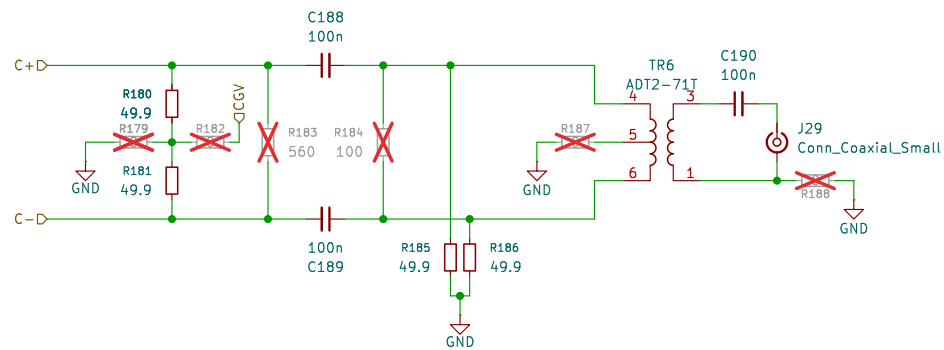 C188
100n
C+
R180
49.9
CGV
R179
R182
R183
560
R184
100
R181
49.9
GND
C-
100n
C189
R185
49.9
R186
49.9
GND
R187
GND
TR6
ADT2-71T
4
3
5
6
1
C190
100n
J29
Conn_Coaxial_Small
R188
GND